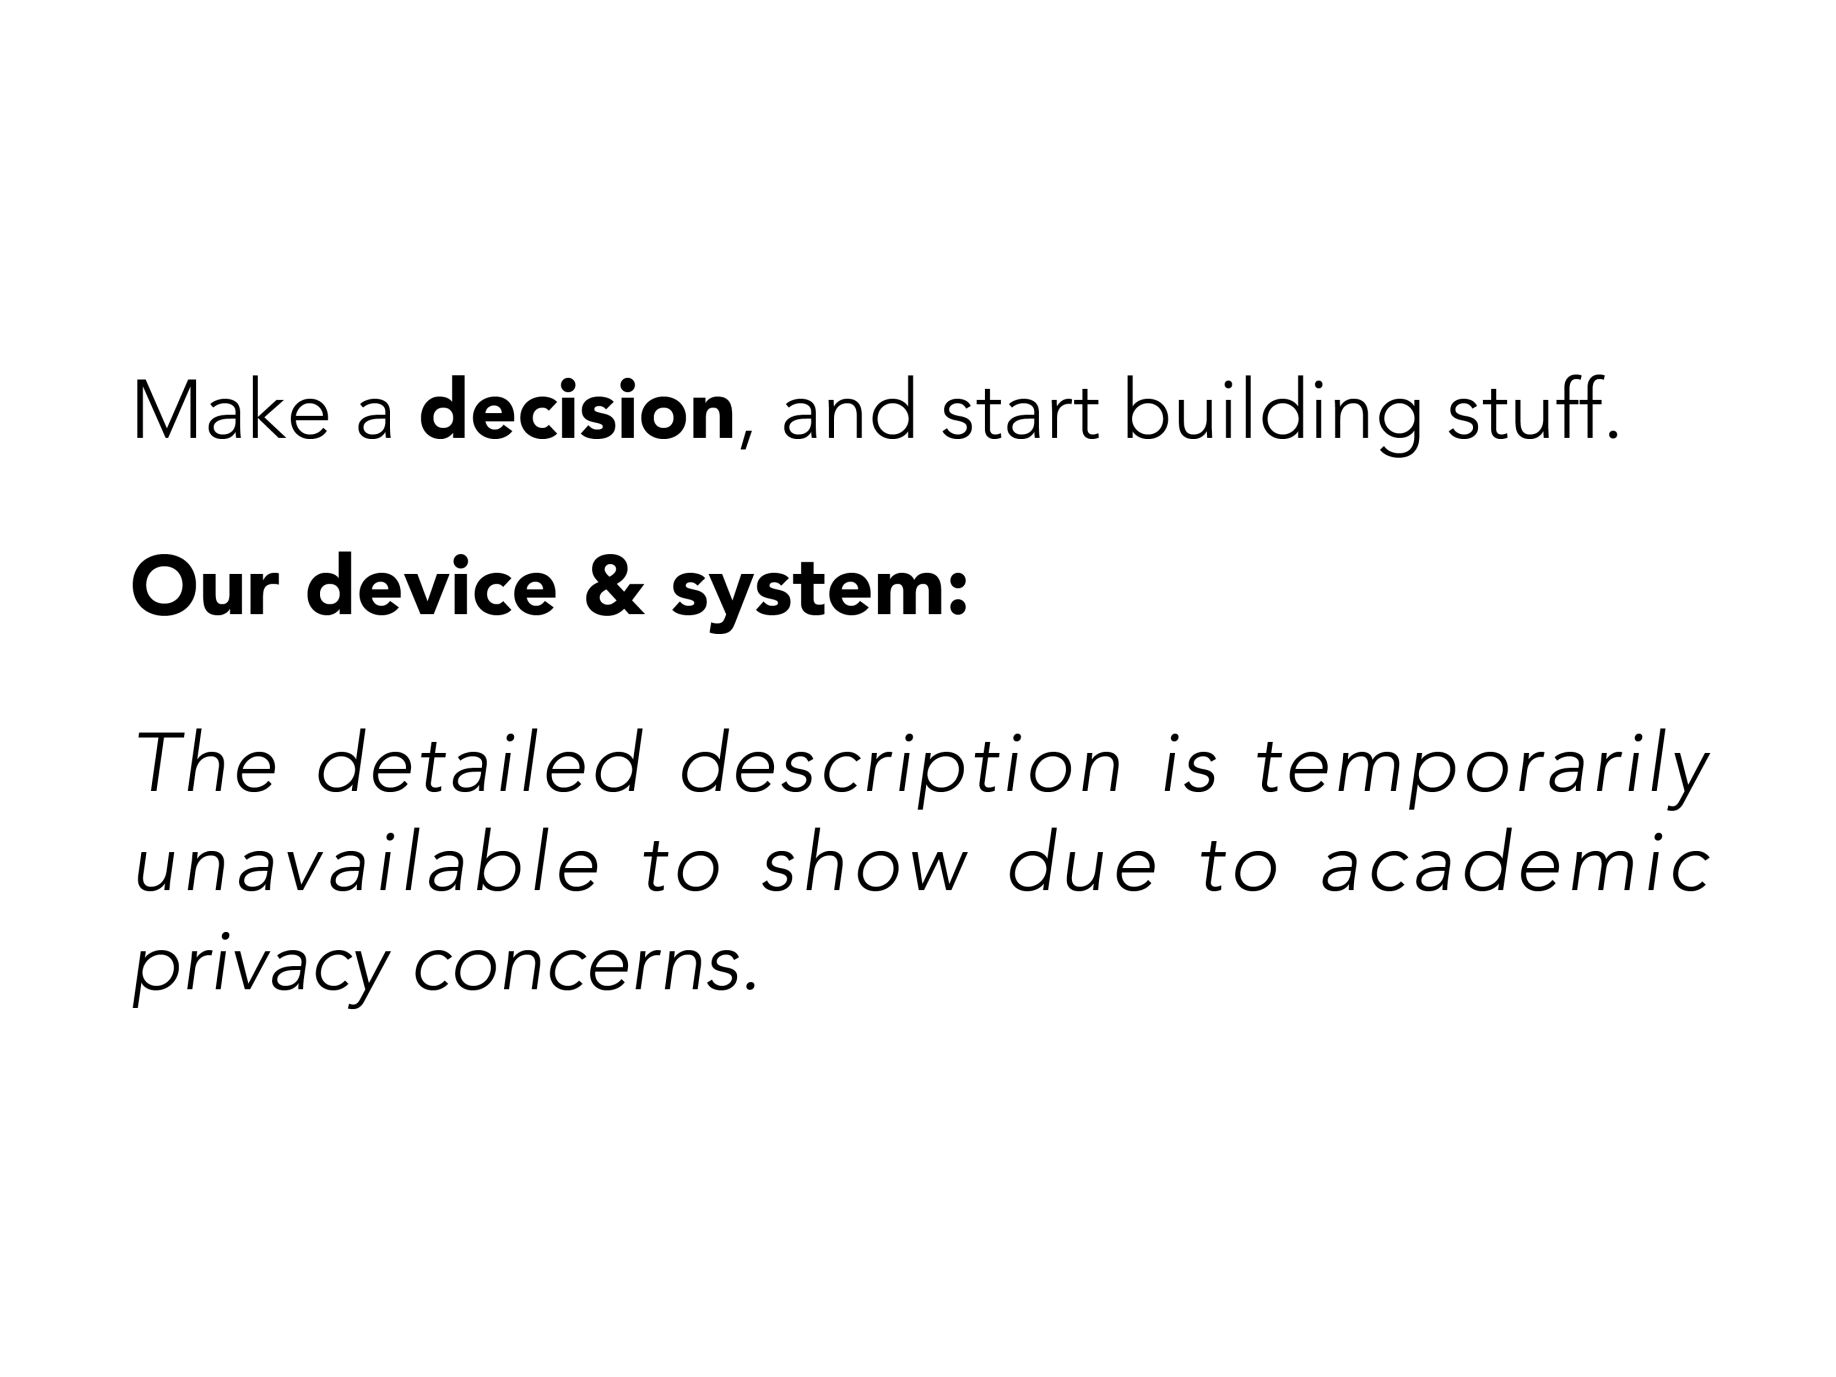 Make a decision, and start building stuff.
Our device & system:
The detailed description is temporarily
unavailable to show due to academic
privacy concerns.